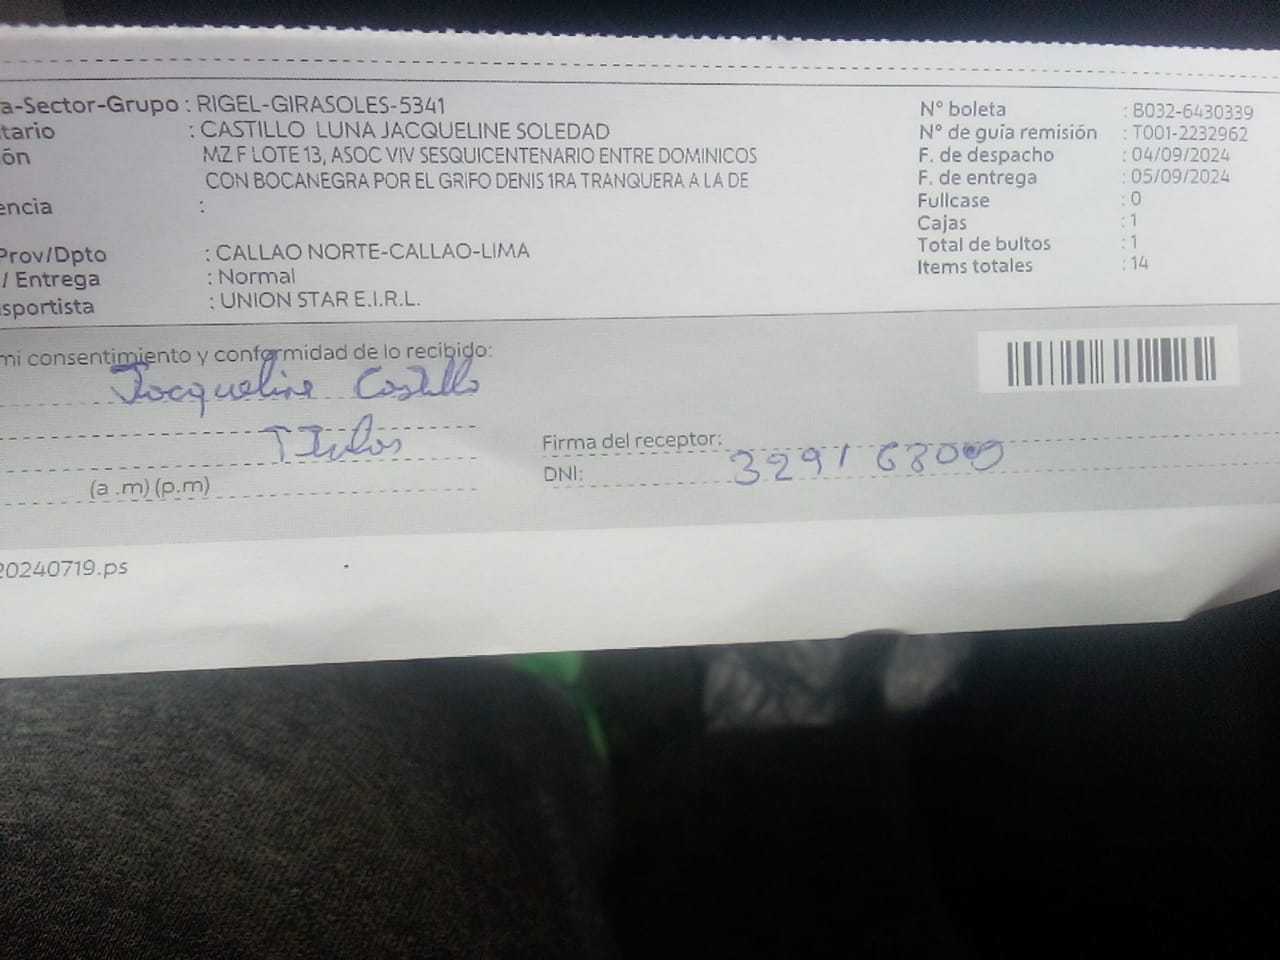 a-Sector-Grupo : RIGEL-GIRASOLES-5341
tario : CASTILLO LUNA JACQUELINE SOLEDAD
ón MZ F LOTE 13, ASOC VIV SESQUICENTENARIO ENTRE DOMINICOS
CON BOCANEGRA POR EL GRIFO DENIS 1RA TRANQUERA A LA DE
encia :
Prov/Dpto : CALLAO NORTE-CALLAO-LIMA
/ Entrega : Normal
sportista : UNION STAR E.I.R.L.
N° boleta : B032-6430339
N° de guía remisión : T001-2232962
F. de despacho : 04/09/2024
F. de entrega : 05/09/2024
Fullcase : 0
Cajas : 1
Total de bultos : 1
Items totales : 14
mi consentimiento y conformidad de lo recibido:
Jacqueline Castillo
(a .m) (p.m)
Firma del receptor:
DNI:
20240719.ps